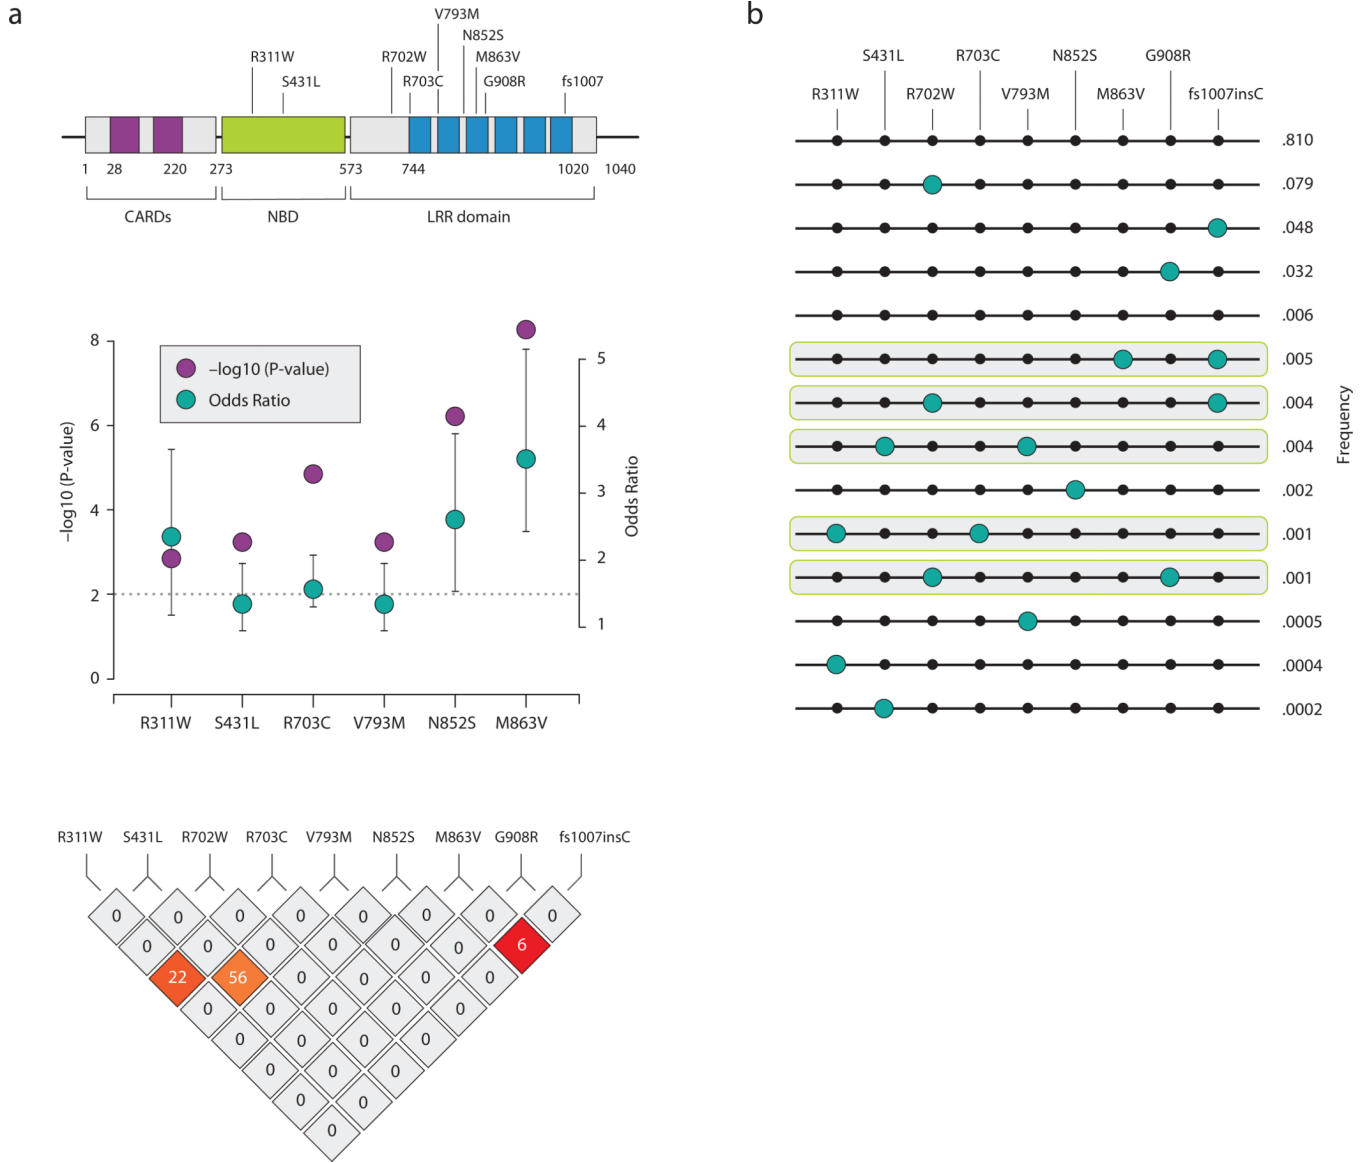 a
V793M
N852S
R311W R702W M863V
S431L R703C G908R fs1007
1 28 220 273 573 744 1020 1040
CARDs NBD LRR domain
8
6
4
2
0
–log10 (P-value)
–log10 (P-value)
Odds Ratio
5
4
3
2
1
Odds Ratio
R311W S431L R703C V793M N852S M863V
R311W S431L R702W R703C V793M N852S M863V G908R fs1007insC
0 0 0 0 0 0 0 0
0 0 0 0 0 0 6
22 56 0 0 0 0
0 0 0 0 0
0 0 0 0
0 0 0
0 0
0
b
S431L R703C N852S G908R
R311W R702W V793M M863V fs1007insC
.810
.079
.048
.032
.006
.005
.004
.004
.002
.001
.001
.0005
.0004
.0002
Frequency